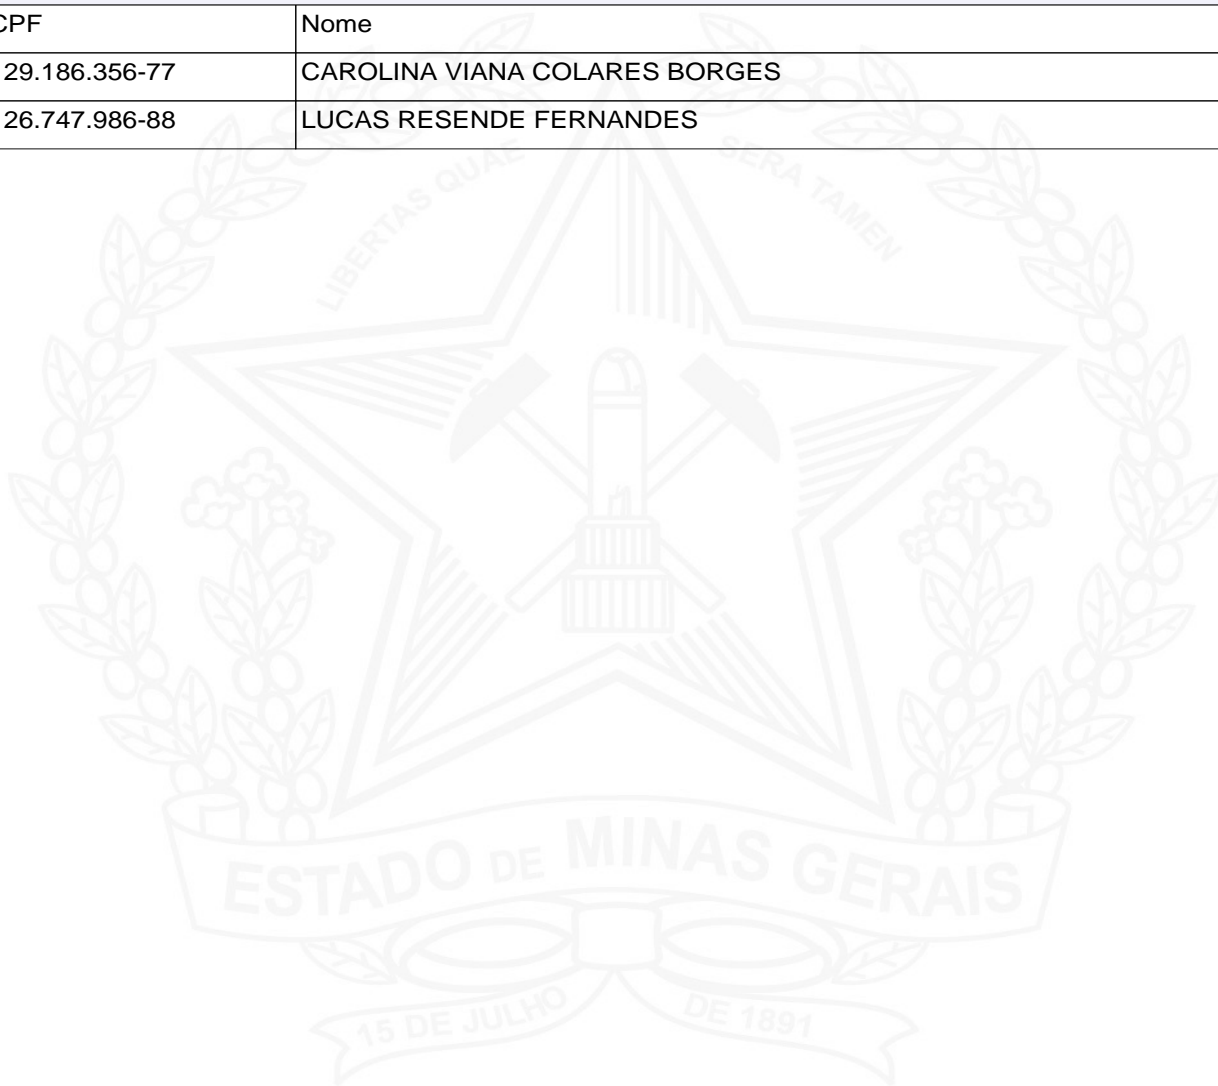 CPF Nome
29.186.356-77 CAROLINA VIANA COLARES BORGES
26.747.986-88 LUCAS RESENDE FERNANDES
LIBERTAS QUAE SERA TAMEN
ESTADO DE MINAS GERAIS
15 DE JULHO DE 1891